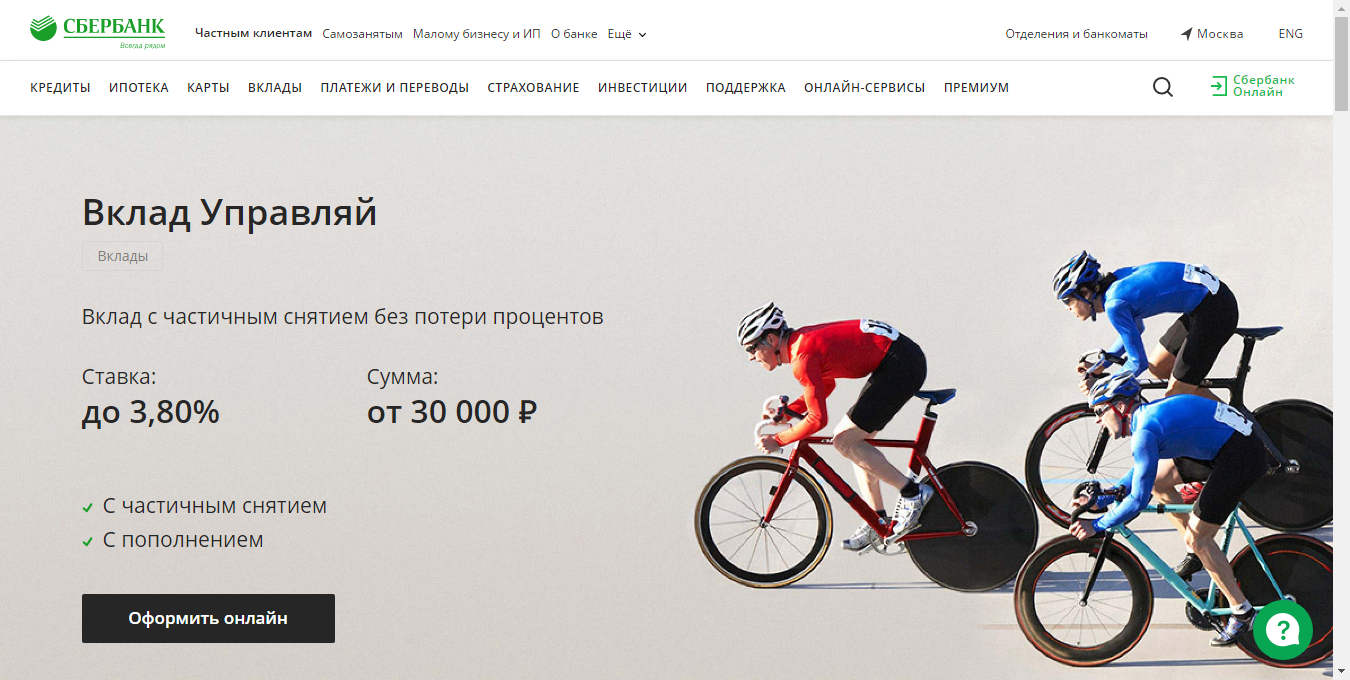 СБЕРБАНК
Всегда рядом
Частным клиентам Самозанятым Малому бизнесу и ИП О банке Ещё
Отделения и банкоматы Москва ENG
КРЕДИТЫ ИПОТЕКА КАРТЫ ВКЛАДЫ ПЛАТЕЖИ И ПЕРЕВОДЫ СТРАХОВАНИЕ ИНВЕСТИЦИИ ПОДДЕРЖКА ОНЛАЙН-СЕРВИСЫ ПРЕМИУМ
Сбербанк
Онлайн
Вклад Управляй
Вклады
Вклад с частичным снятием без потери процентов
Ставка: Сумма:
до 3,80% от 30 000 ₽
С частичным снятием
С пополнением
Оформить онлайн
?